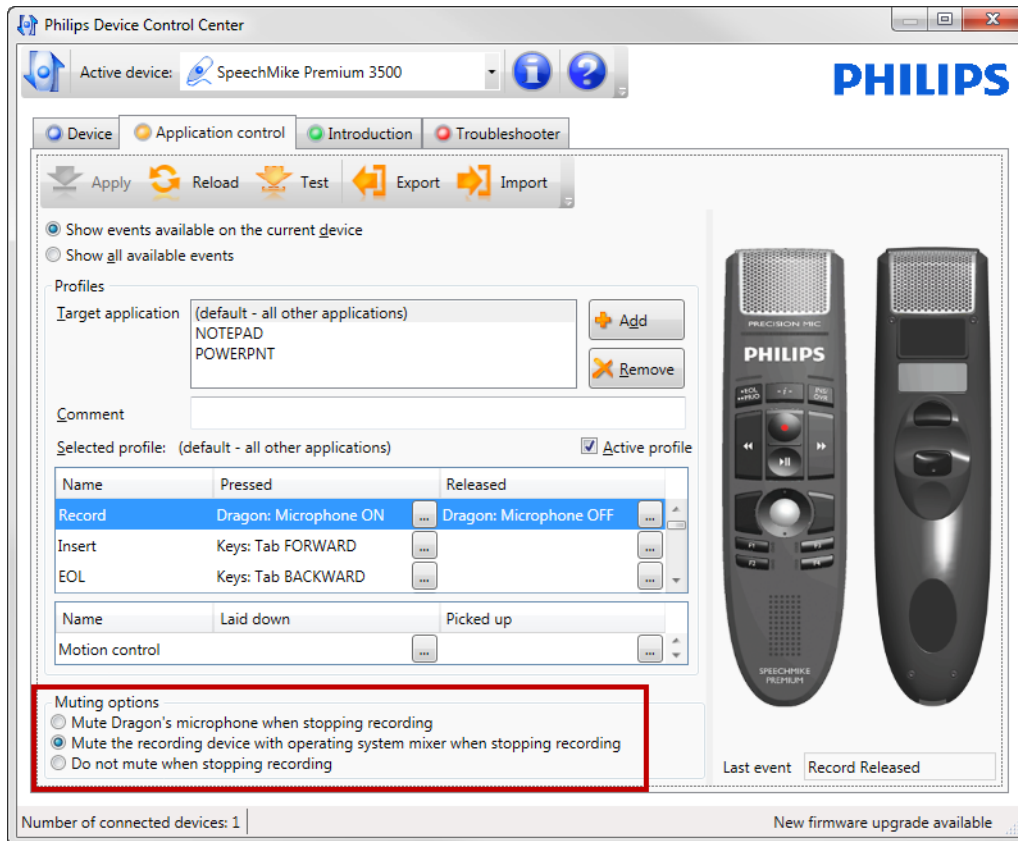 Philips Device Control Center
Active device: SpeechMike Premium 3500
PHILIPS
Device Application control Introduction Troubleshooter
Apply Reload Test Export Import
Show events available on the current device
Show all available events
Profiles
Target application
(default - all other applications)
NOTEPAD
POWERPNT
Add
Remove
Comment
Selected profile: (default - all other applications) Active profile
Name Pressed Released
Record Dragon: Microphone ON ... Dragon: Microphone OFF ...
Insert Keys: Tab FORWARD ... ...
EOL Keys: Tab BACKWARD ... ...
Name Laid down Picked up
Motion control ... ...
Muting options
Mute Dragon's microphone when stopping recording
Mute the recording device with operating system mixer when stopping recording
Do not mute when stopping recording
PRECISION MIC
PHILIPS
EOL
-i-
INS/
OVR
F1
F3
SPEECHMIKE
PREMIUM
Last event Record Released
Number of connected devices: 1
New firmware upgrade available